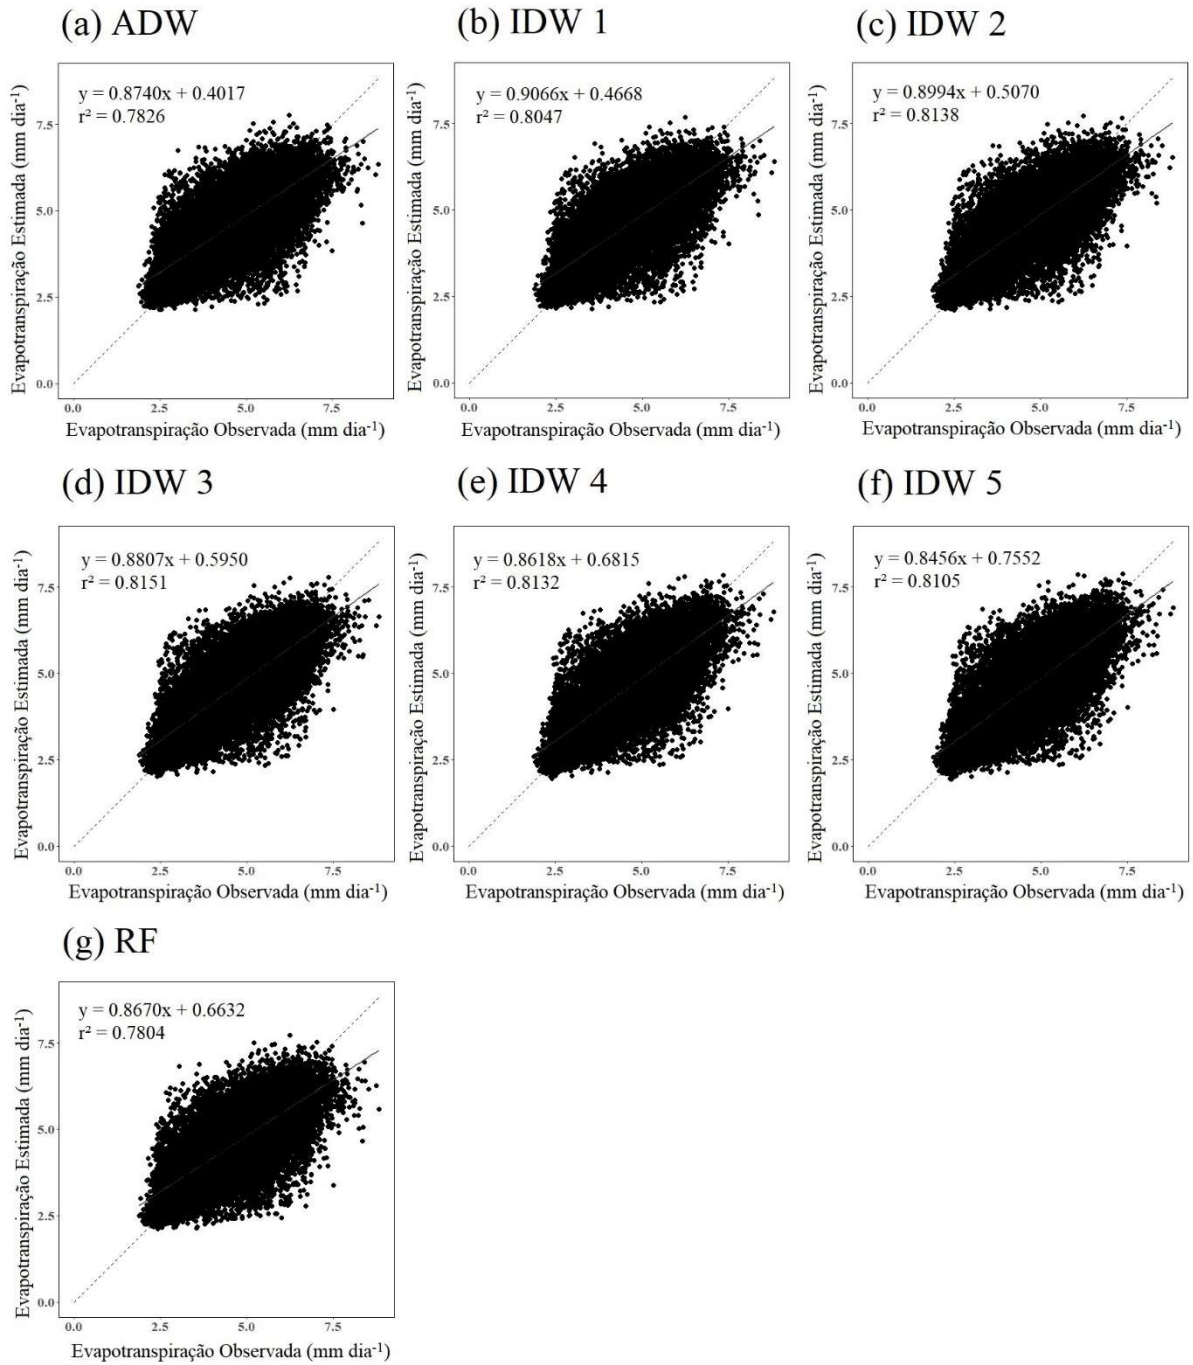 (a) ADW
y = 0.8740x + 0.4017
r² = 0.7826
Evapotranspiração Estimada (mm dia⁻¹)
7.5
5.0
2.5
0.0
0.0 2.5 5.0 7.5
Evapotranspiração Observada (mm dia⁻¹)
(b) IDW 1
y = 0.9066x + 0.4668
r² = 0.8047
Evapotranspiração Estimada (mm dia⁻¹)
7.5
5.0
2.5
0.0
0.0 2.5 5.0 7.5
Evapotranspiração Observada (mm dia⁻¹)
(c) IDW 2
y = 0.8994x + 0.5070
r² = 0.8138
Evapotranspiração Estimada (mm dia⁻¹)
7.5
5.0
2.5
0.0
0.0 2.5 5.0 7.5
Evapotranspiração Observada (mm dia⁻¹)
(d) IDW 3
y = 0.8807x + 0.5950
r² = 0.8151
Evapotranspiração Estimada (mm dia⁻¹)
7.5
5.0
2.5
0.0
0.0 2.5 5.0 7.5
Evapotranspiração Observada (mm dia⁻¹)
(e) IDW 4
y = 0.8618x + 0.6815
r² = 0.8132
Evapotranspiração Estimada (mm dia⁻¹)
7.5
5.0
2.5
0.0
0.0 2.5 5.0 7.5
Evapotranspiração Observada (mm dia⁻¹)
(f) IDW 5
y = 0.8456x + 0.7552
r² = 0.8105
Evapotranspiração Estimada (mm dia⁻¹)
7.5
5.0
2.5
0.0
0.0 2.5 5.0 7.5
Evapotranspiração Observada (mm dia⁻¹)
(g) RF
y = 0.8670x + 0.6632
r² = 0.7804
Evapotranspiração Estimada (mm dia⁻¹)
7.5
5.0
2.5
0.0
0.0 2.5 5.0 7.5
Evapotranspiração Observada (mm dia⁻¹)